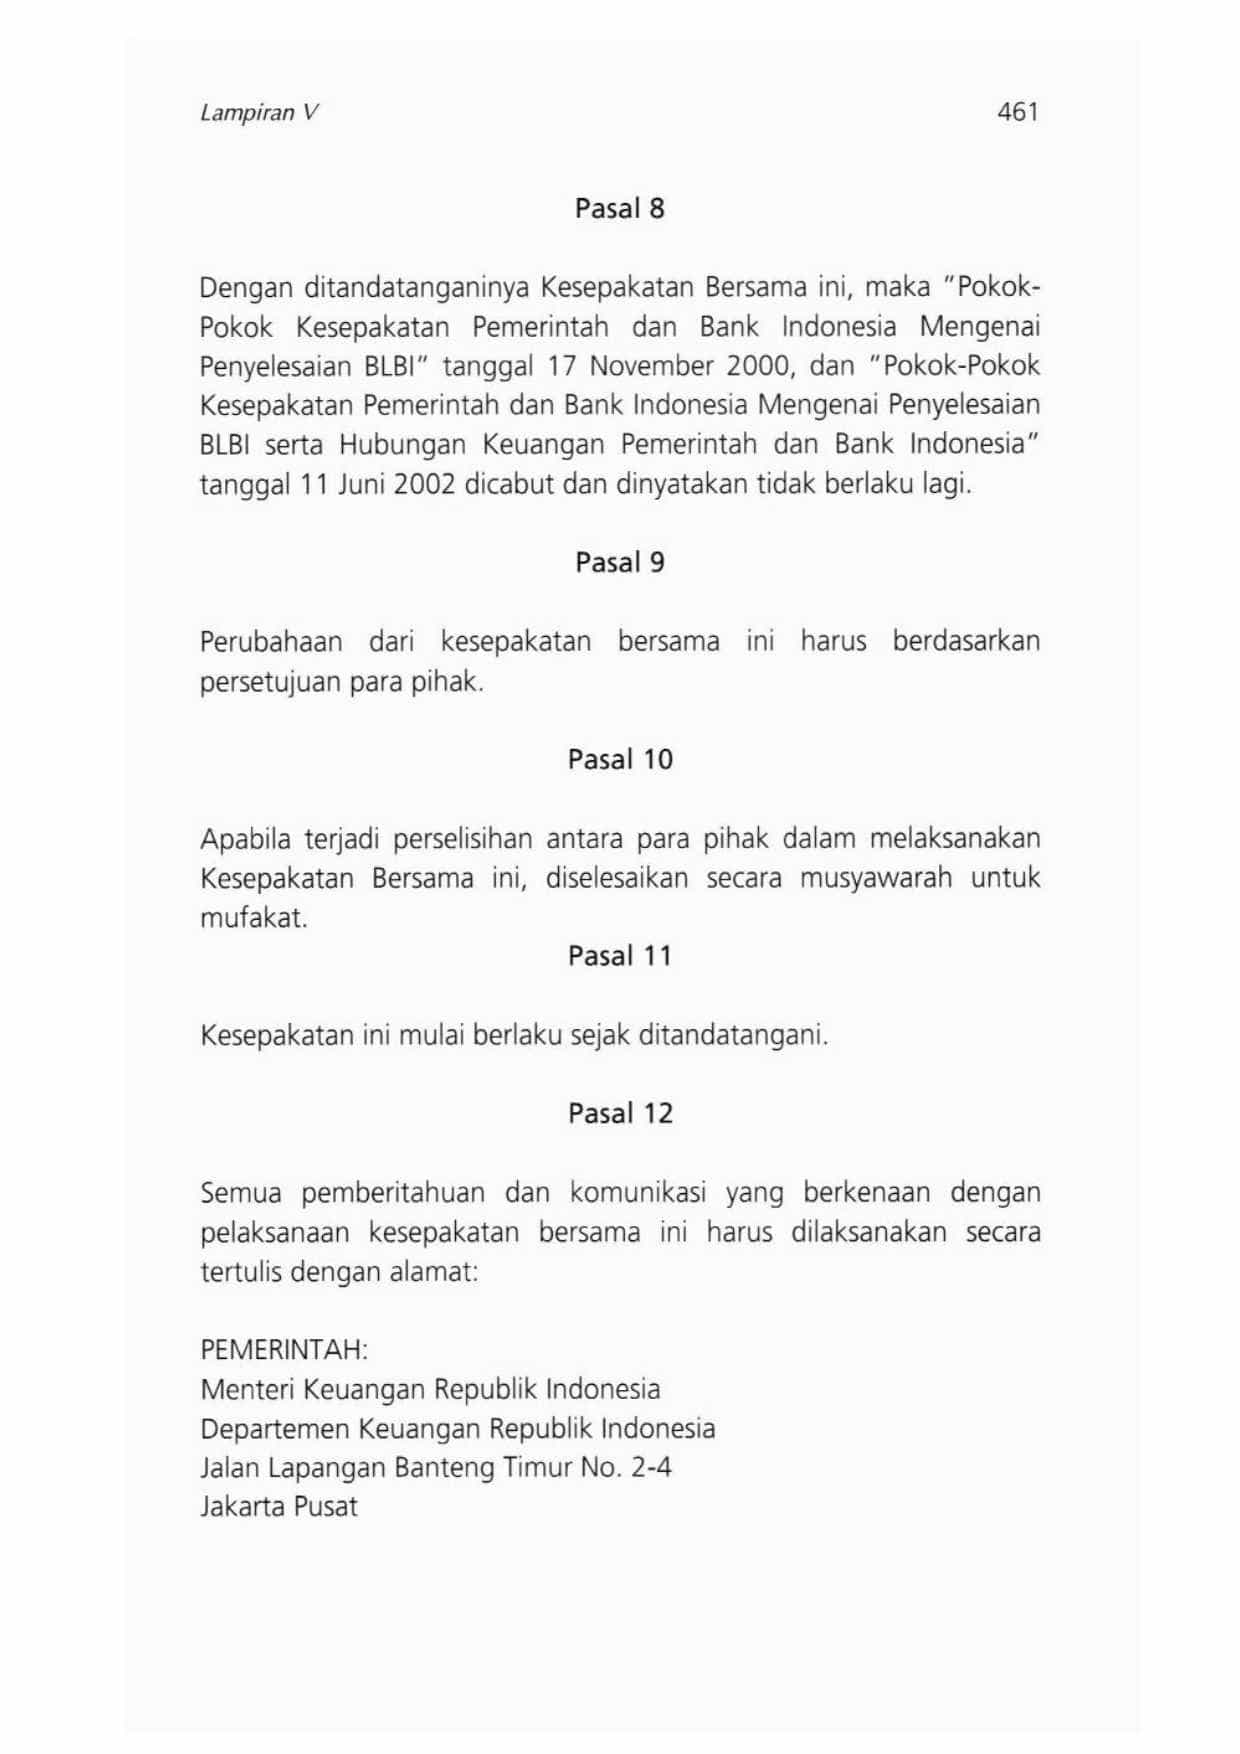 Lampiran V 461
Pasal 8
Dengan ditandatanganinya Kesepakatan Bersama ini, maka "Pokok-
Pokok Kesepakatan Pemerintah dan Bank Indonesia Mengenai
Penyelesaian BLBI" tanggal 17 November 2000, dan "Pokok-Pokok
Kesepakatan Pemerintah dan Bank Indonesia Mengenai Penyelesaian
BLBI serta Hubungan Keuangan Pemerintah dan Bank Indonesia"
tanggal 11 Juni 2002 dicabut dan dinyatakan tidak berlaku lagi.
Pasal 9
Perubahaan dari kesepakatan bersama ini harus berdasarkan
persetujuan para pihak.
Pasal 10
Apabila terjadi perselisihan antara para pihak dalam melaksanakan
Kesepakatan Bersama ini, diselesaikan secara musyawarah untuk
mufakat.
Pasal 11
Kesepakatan ini mulai berlaku sejak ditandatangani.
Pasal 12
Semua pemberitahuan dan komunikasi yang berkenaan dengan
pelaksanaan kesepakatan bersama ini harus dilaksanakan secara
tertulis dengan alamat:
PEMERINTAH:
Menteri Keuangan Republik Indonesia
Departemen Keuangan Republik Indonesia
Jalan Lapangan Banteng Timur No. 2-4
Jakarta Pusat